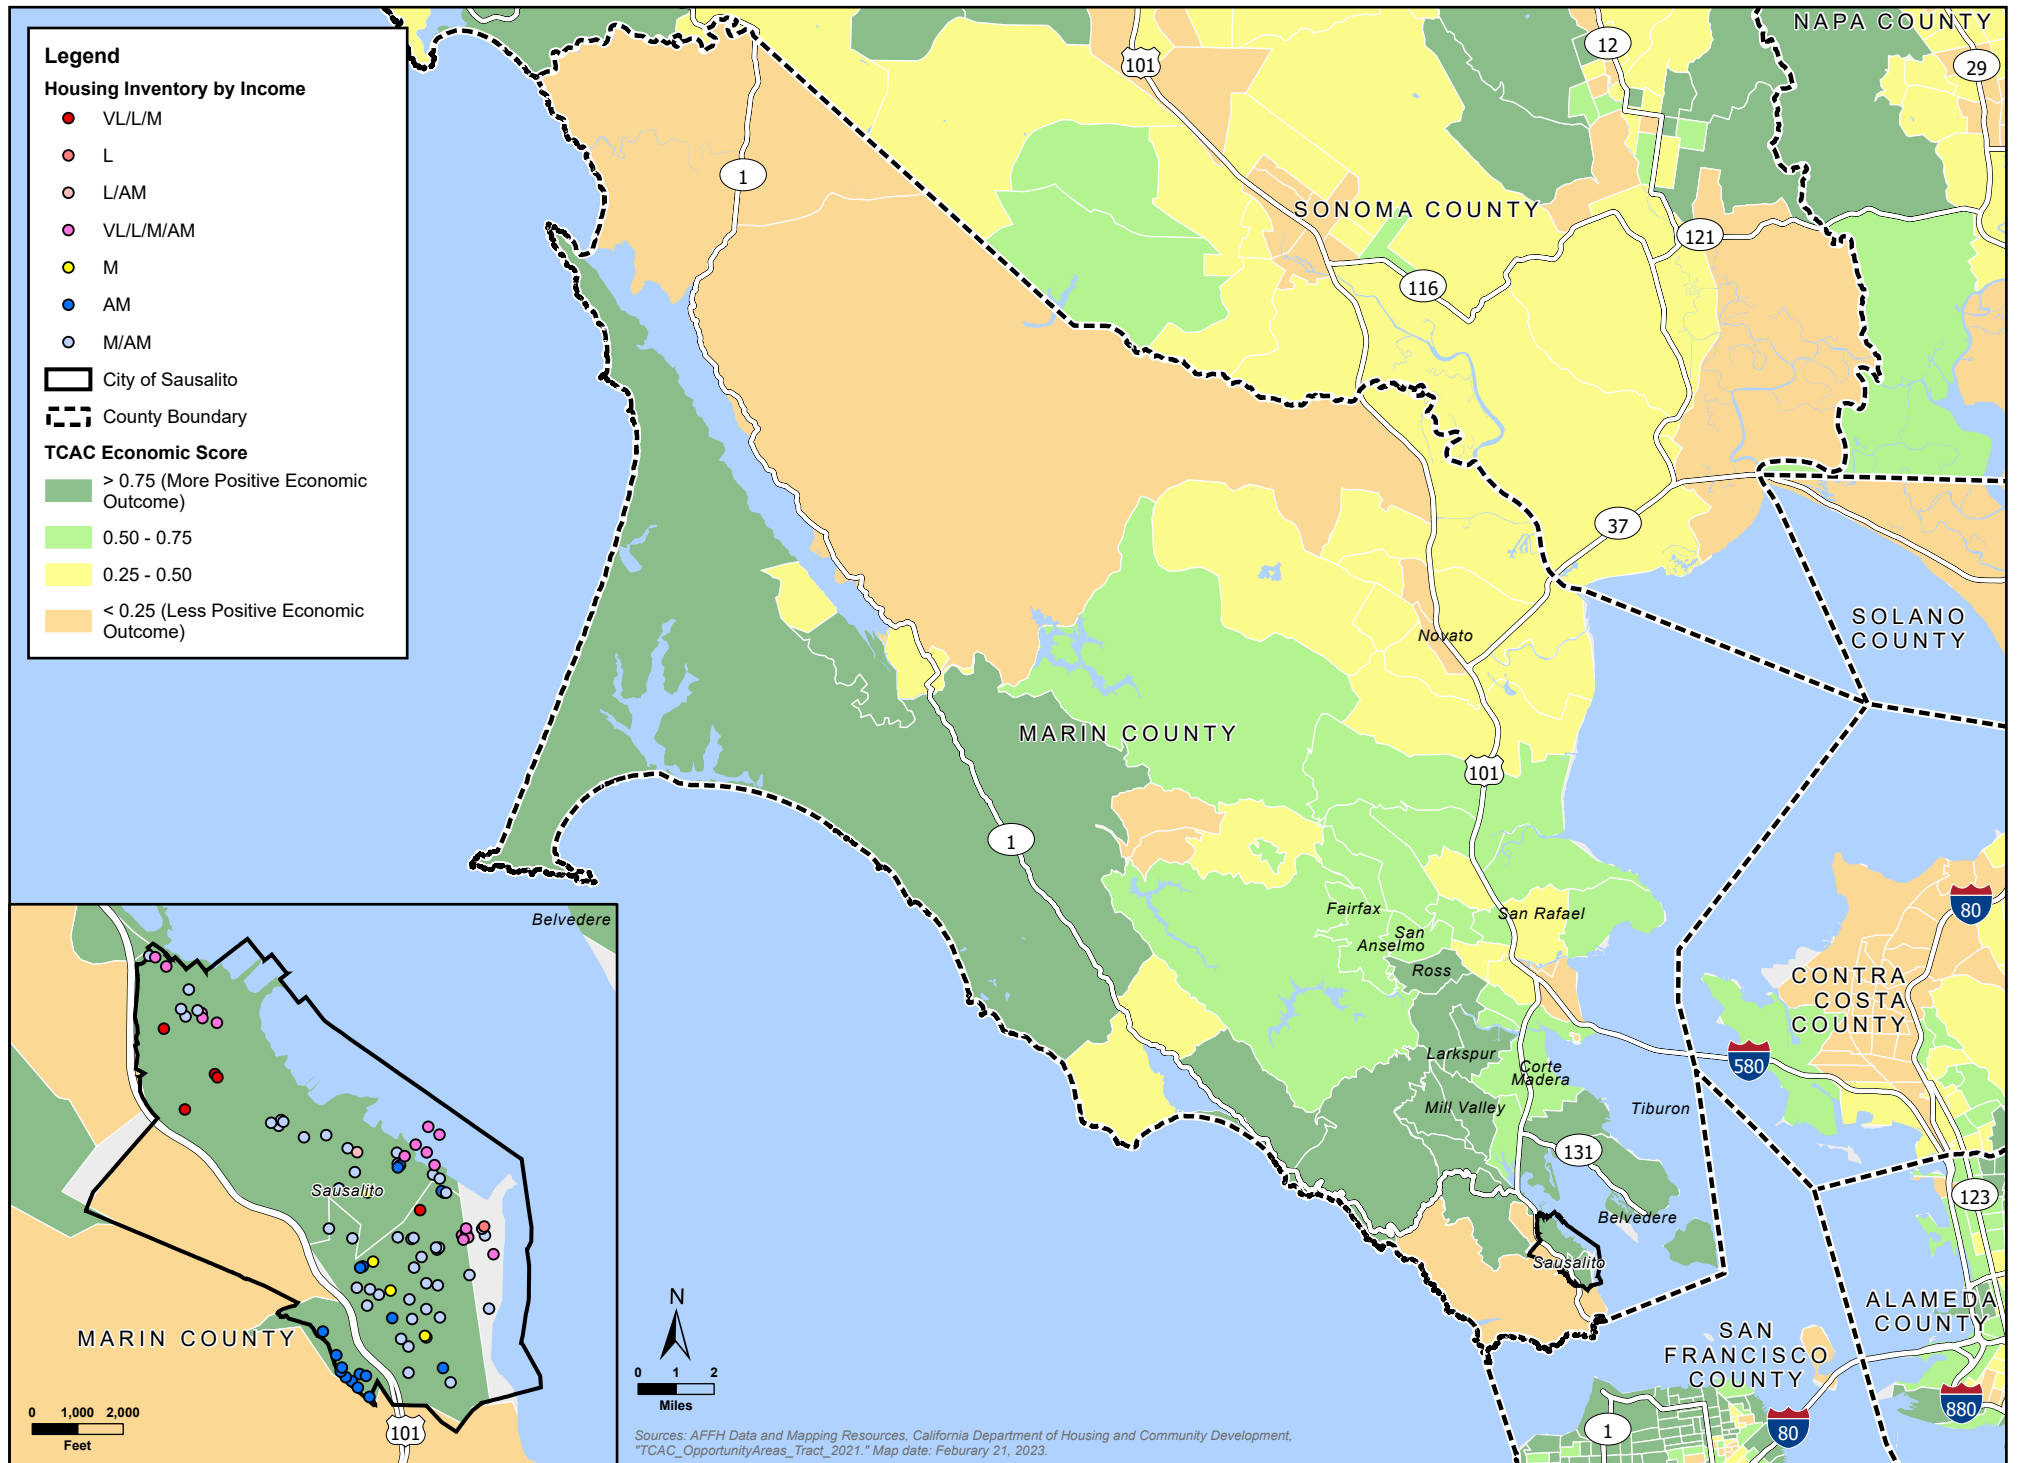 Legend
Housing Inventory by Income
VL/L/M
L
L/AM
VL/L/M/AM
M
AM
M/AM
City of Sausalito
County Boundary
TCAC Economic Score
> 0.75 (More Positive Economic
Outcome)
0.50 - 0.75
0.25 - 0.50
< 0.25 (Less Positive Economic
Outcome)
NAPA COUNTY
12
29
101
1
SONOMA COUNTY
121
116
37
SOLANO
COUNTY
Novato
MARIN COUNTY
101
1
80
Fairfax
San Rafael
San
Anselmo
Ross
CONTRA
COSTA
COUNTY
Larkspur
Corte
Madera
580
Mill Valley
Tiburon
131
123
Belvedere
Sausalito
ALAMEDA
COUNTY
SAN
FRANCISCO
COUNTY
880
80
1
Belvedere
Sausalito
MARIN COUNTY
101
0 1,000 2,000
Feet
N
0 1 2
Miles
Sources: AFFH Data and Mapping Resources, California Department of Housing and Community Development,
"TCAC_OpportunityAreas_Tract_2021." Map date: Feburary 21, 2023.